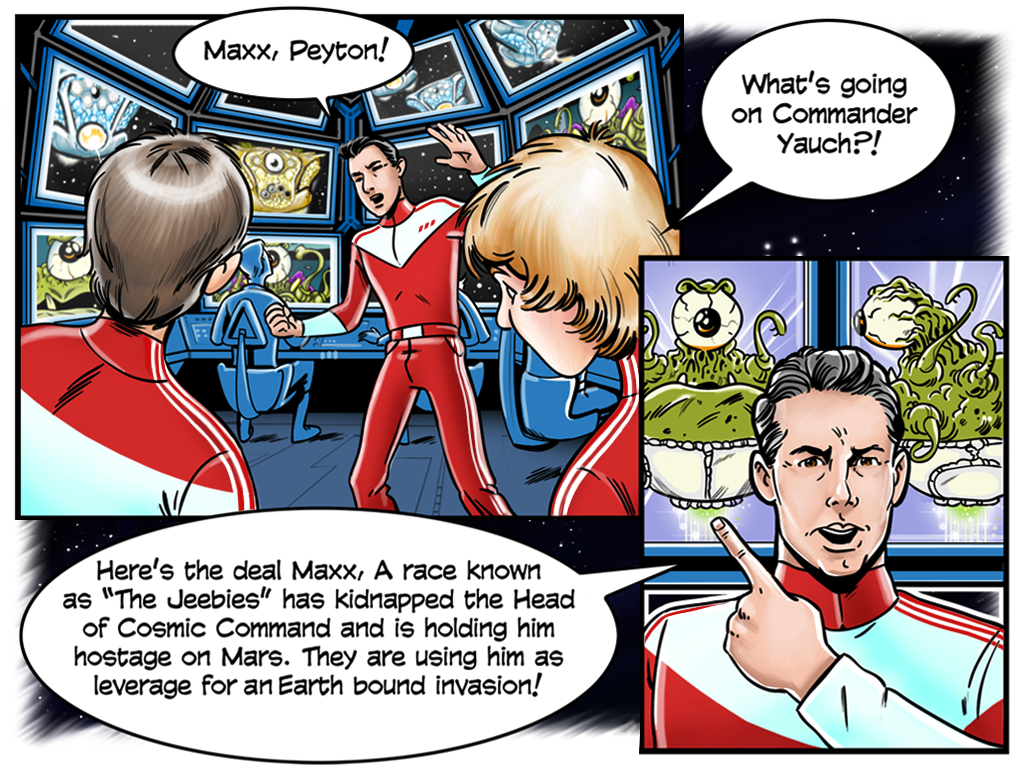 Maxx, Peyton!
What's going
on Commander
Yauch?!
Here's the deal Maxx, A race known
as "The Jeebies" has kidnapped the Head
of Cosmic Command and is holding him
hostage on Mars. They are using him as
leverage for an Earth bound invasion!